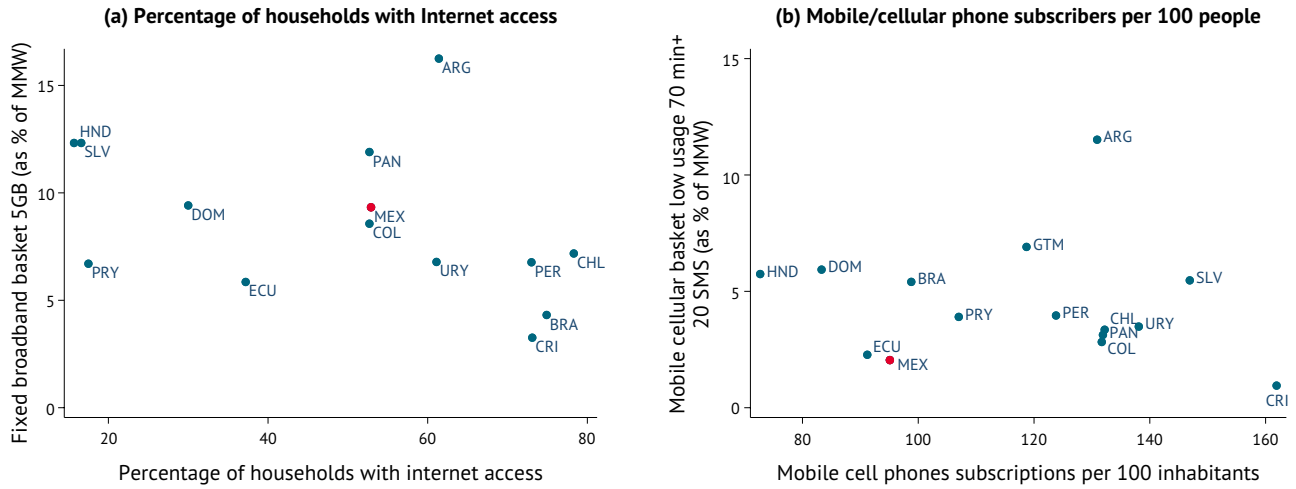 (a) Percentage of households with Internet access
Fixed broadband basket 5GB (as % of MMW)
15
10
5
0
ARG
HND
SLV
PAN
DOM
MEX
COL
PRY
ECU
URY
PER
CHL
BRA
CRI
20
40
60
80
Percentage of households with internet access
(b) Mobile/cellular phone subscribers per 100 people
Mobile cellular basket low usage 70 min+
20 SMS (as % of MMW)
15
10
5
0
ARG
GTM
HND
DOM
BRA
SLV
PRY
PER
CHL
URY
PAN
COL
ECU
MEX
CRI
80
100
120
140
160
Mobile cell phones subscriptions per 100 inhabitants